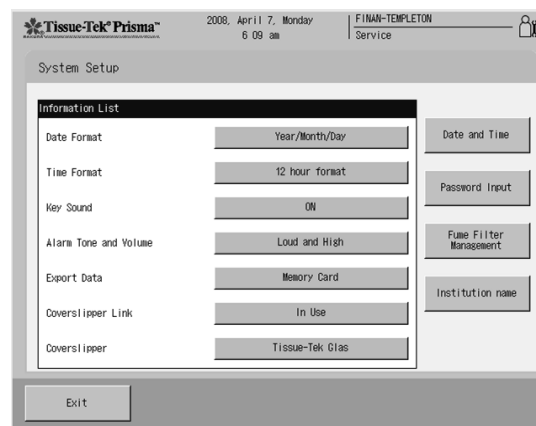 Tissue-Tek® Prisma™
2008, April 7, Monday
6 09 am
FINAN-TEMPLETON
Service
System Setup
Information List
Date Format Year/Month/Day
Time Format 12 hour format
Key Sound ON
Alarm Tone and Volume Loud and High
Export Data Memory Card
Coverslipper Link In Use
Coverslipper Tissue-Tek Glas
Date and Time
Password Input
Fume Filter
Management
Institution name
Exit